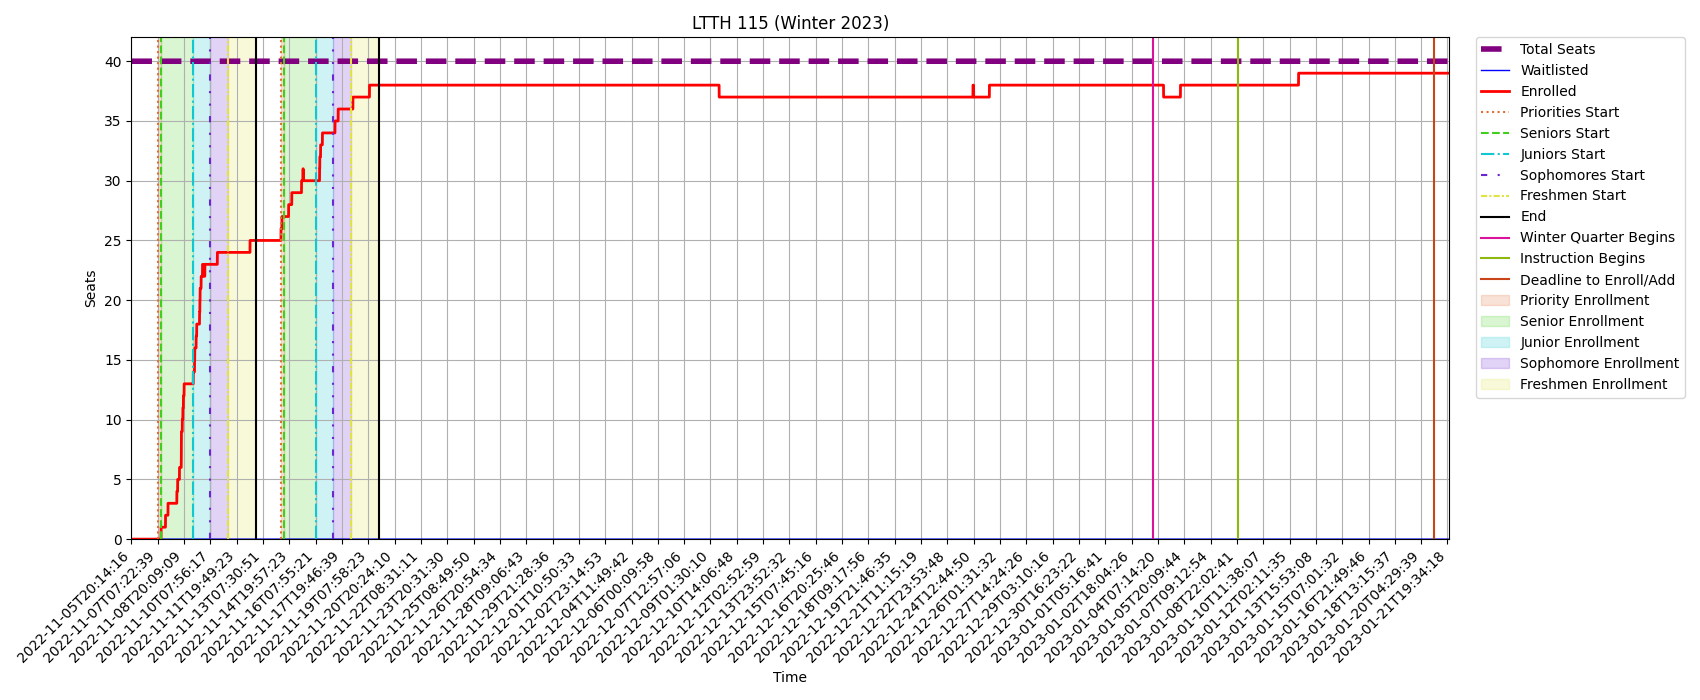 LTTH 115 (Winter 2023)
Seats
40
35
30
25
20
15
10
5
0
2022-11-05T20:14:16
2022-11-07T07:22:39
2022-11-08T20:09:09
2022-11-10T07:56:17
2022-11-11T19:49:23
2022-11-13T07:30:51
2022-11-14T19:57:23
2022-11-16T07:55:21
2022-11-17T19:46:39
2022-11-19T07:58:23
2022-11-20T20:24:10
2022-11-22T08:31:11
2022-11-23T20:31:30
2022-11-25T08:49:50
2022-11-26T20:54:34
2022-11-28T09:06:43
2022-11-29T21:28:36
2022-12-01T10:50:33
2022-12-02T23:14:53
2022-12-04T11:49:42
2022-12-06T00:09:58
2022-12-07T12:57:06
2022-12-09T01:30:10
2022-12-10T14:06:48
2022-12-12T02:52:59
2022-12-13T23:52:32
2022-12-15T07:45:16
2022-12-16T20:25:46
2022-12-18T09:17:56
2022-12-19T21:46:35
2022-12-21T11:15:19
2022-12-22T23:53:48
2022-12-24T12:44:50
2022-12-26T01:31:32
2022-12-27T14:24:26
2022-12-29T03:10:16
2022-12-30T16:23:22
2023-01-01T05:16:41
2023-01-02T18:04:26
2023-01-04T07:14:20
2023-01-05T20:09:44
2023-01-07T09:12:54
2023-01-08T22:02:41
2023-01-10T11:38:07
2023-01-12T02:11:35
2023-01-13T15:53:08
2023-01-15T07:01:32
2023-01-16T21:49:46
2023-01-18T13:15:37
2023-01-20T04:29:39
2023-01-21T19:34:18
Time
Total Seats
Waitlisted
Enrolled
Priorities Start
Seniors Start
Juniors Start
Sophomores Start
Freshmen Start
End
Winter Quarter Begins
Instruction Begins
Deadline to Enroll/Add
Priority Enrollment
Senior Enrollment
Junior Enrollment
Sophomore Enrollment
Freshmen Enrollment